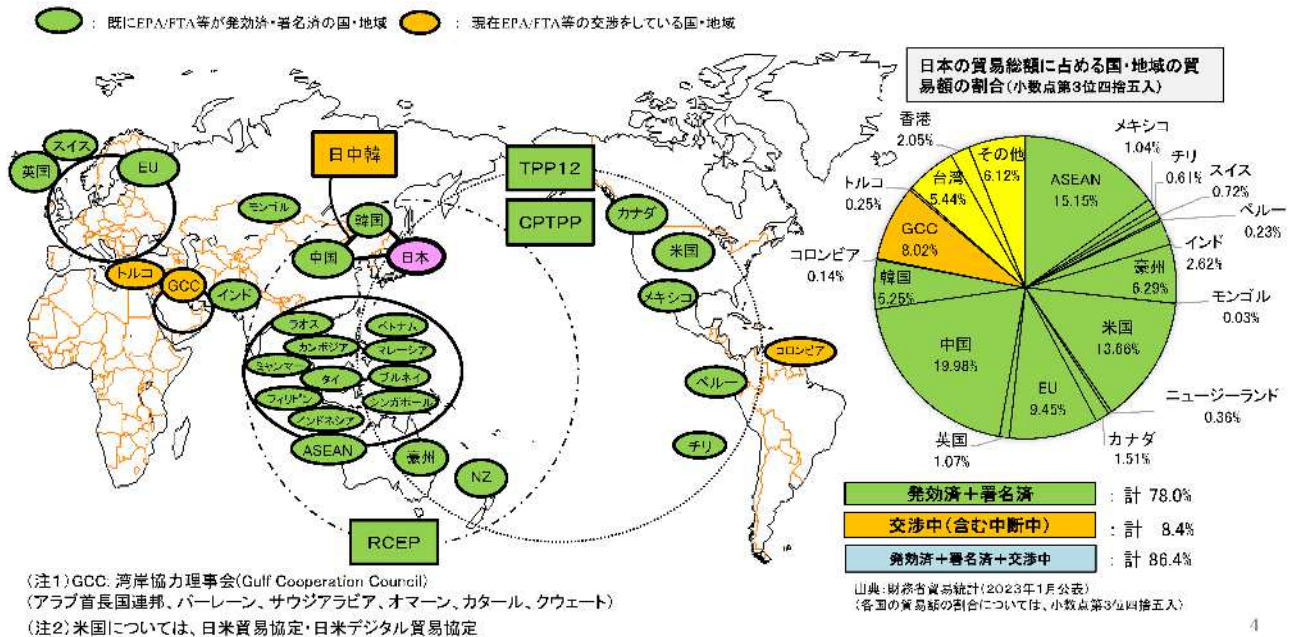 ：既にEPA/FTA等が発効済・署名済の国・地域
：現在EPA/FTA等の交渉をしている国・地域
スイス
英国
EU
日中韓
TPP12
CPTPP
モンゴル
韓国
中国
日本
カナダ
米国
メキシコ
トルコ
GCC
インド
ラオス
ベトナム
カンボジア
マレーシア
ミャンマー
タイ
ブルネイ
フィリピン
シンガポール
インドネシア
ASEAN
豪州
NZ
コロンビア
ペルー
チリ
RCEP
日本の貿易総額に占める国・地域の貿
易額の割合(小数点第3位四捨五入)
香港
2.05%
その他
6.12%
ASEAN
15.15%
メキシコ
1.04%
チリ
0.61%
スイス
0.72%
ペルー
0.23%
インド
2.62%
豪州
6.29%
モンゴル
0.03%
米国
13.66%
ニュージーランド
0.36%
カナダ
1.51%
EU
9.45%
英国
1.07%
中国
19.98%
韓国
5.26%
コロンビア
0.14%
GCC
8.02%
トルコ
0.25%
台湾
5.44%
発効済＋署名済 ：計 78.0%
交渉中(含む中断中) ：計 8.4%
発効済＋署名済＋交渉中 ：計 86.4%
出典：財務省貿易統計(2023年1月公表)
(各国の貿易額の割合については、小数点第3位四捨五入)
(注1)GCC: 湾岸協力理事会(Gulf Cooperation Council)
(アラブ首長国連邦、バーレーン、サウジアラビア、オマーン、カタール、クウェート)
(注2)米国については、日米貿易協定・日米デジタル貿易協定
4